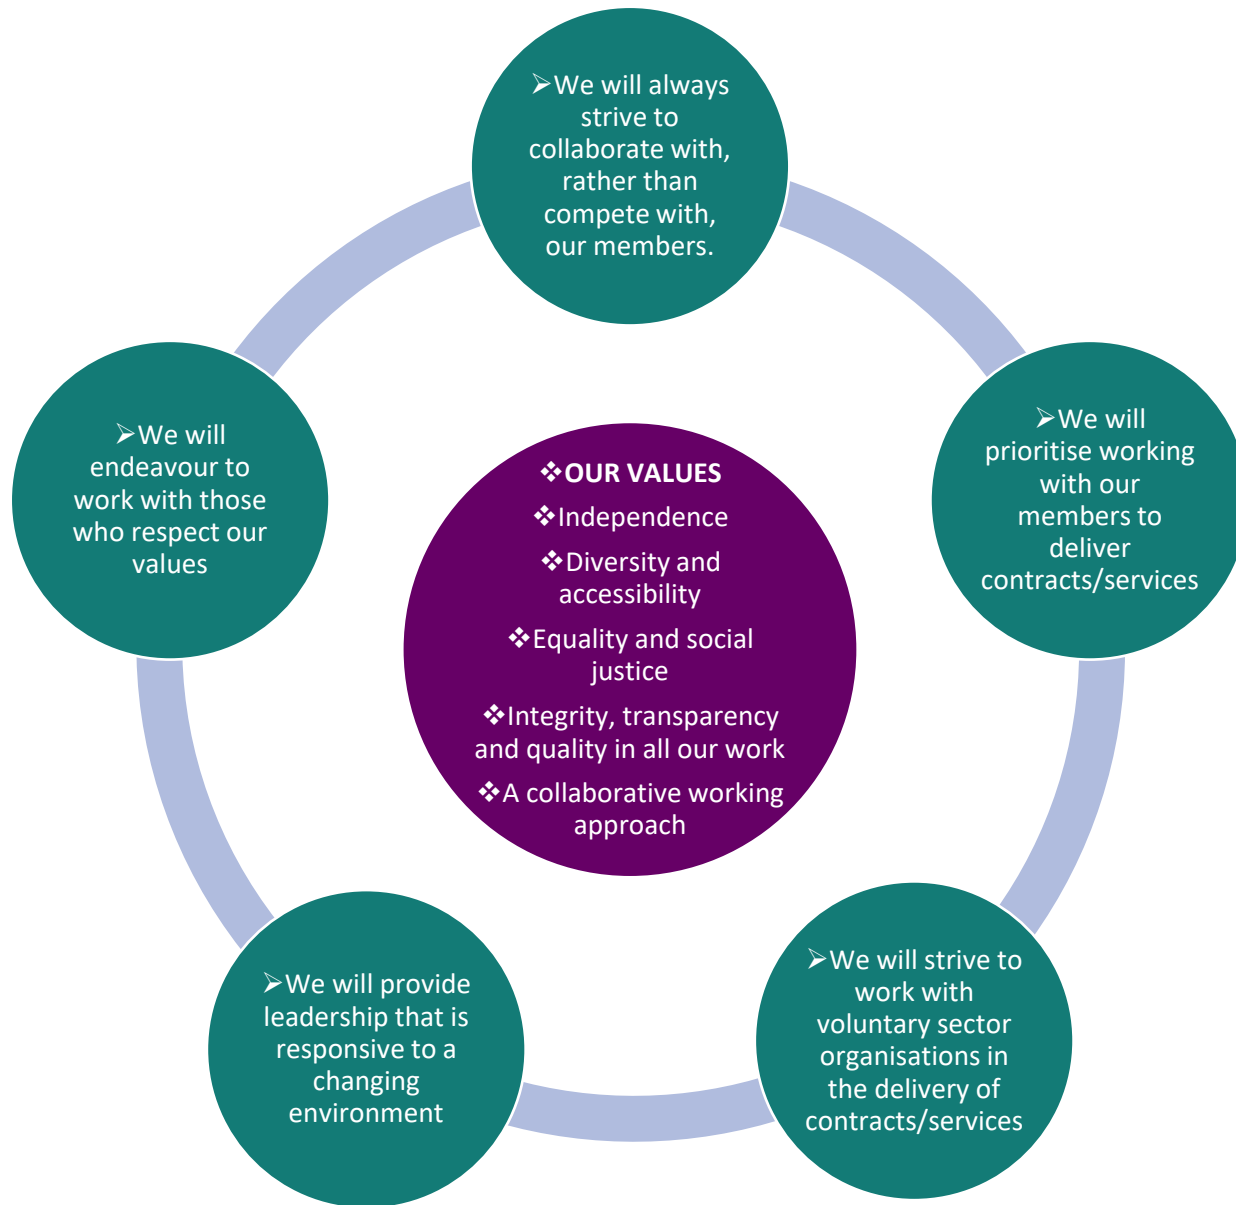 ➢We will always
strive to
collaborate with,
rather than
compete with,
our members.
➢We will
prioritise working
with our
members to
deliver
contracts/services
➢We will strive to
work with
voluntary sector
organisations in
the delivery of
contracts/services
➢We will provide
leadership that is
responsive to a
changing
environment
➢We will
endeavour to
work with those
who respect our
values
❖OUR VALUES
❖Independence
❖Diversity and
accessibility
❖Equality and social
justice
❖Integrity, transparency
and quality in all our work
❖A collaborative working
approach